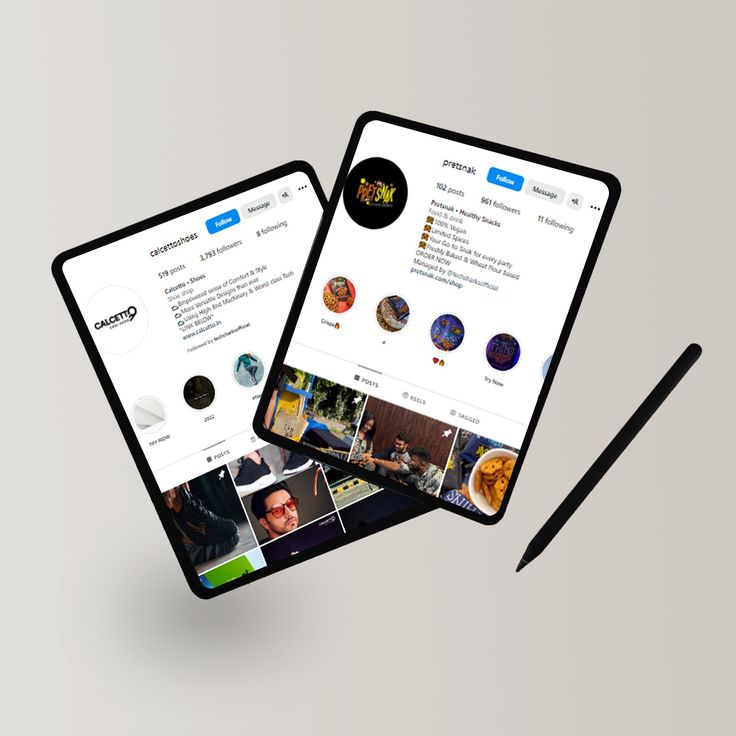 calcettoshoes
Follow
Message
519 posts
3,793 followers
8 following
Calcetto • Shoes
Shoe shop
Empowered sense of Comfort & Style
More Versatile Designs than ever
Using High End Machinery & World class Tech
*LINK BELOW*
www.calcetto.in
Followed by techsharksofficial
CALCETTO
TRY NOW
2022
POSTS
CALCETTO
pretsnak
Follow
Message
102 posts
961 followers
11 following
PRETSNAK
Pretsnak • Healthy Snacks
Food & drink
100% Vegan
Limited Spices
Your Go to Snak for every party
Freshly Baked & Wheat flour based
ORDER NOW
Managed by @techsharksofficial
pretsnak.com/shop
Crisps
Try Now
POSTS
REELS
TAGGED